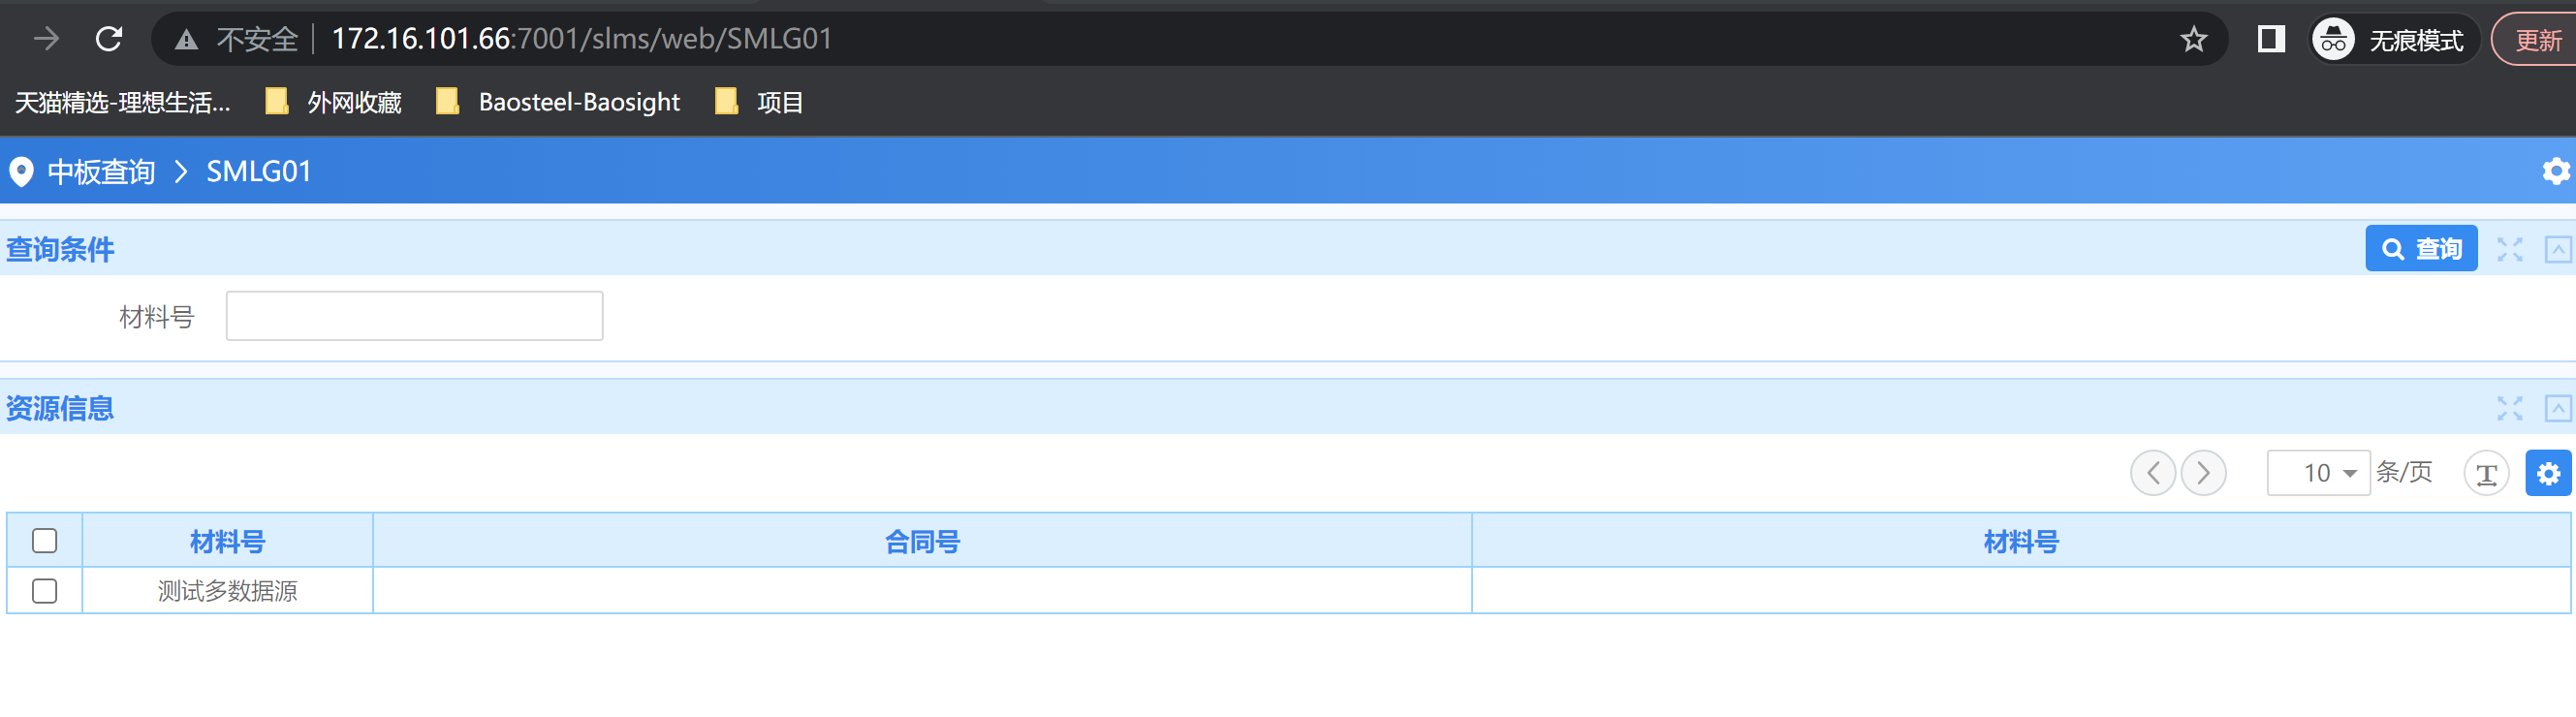 不安全 172.16.101.66:7001/slms/web/SMLG01 无痕模式 更新
天猫精选-理想生活... 外网收藏 Baosteel-Baosight 项目
中板查询 > SMLG01
查询条件 查询
材料号
资源信息
10 条/页 T
材料号 合同号 材料号
测试多数据源